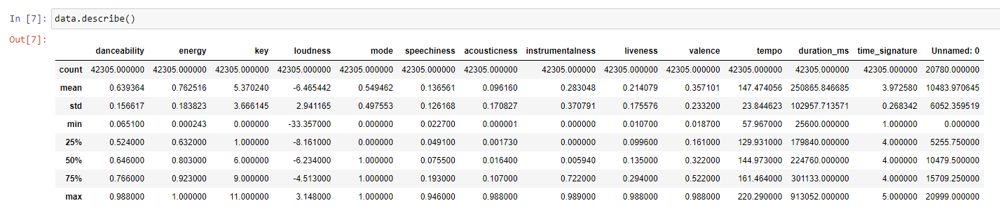 In [7]: data.describe()
Out[7]:
danceability energy key loudness mode speechiness acousticness instrumentalness liveness valence tempo duration_ms time_signature Unnamed: 0
count 42305.000000 42305.000000 42305.000000 42305.000000 42305.000000 42305.000000 42305.000000 42305.000000 42305.000000 42305.000000 42305.000000 42305.000000 42305.000000 20780.000000
mean 0.639364 0.762516 5.370240 -6.465442 0.549462 0.136561 0.096160 0.283048 0.214079 0.357101 147.474056 250865.846685 3.972580 10483.970645
std 0.156617 0.183823 3.666145 2.941165 0.497553 0.126168 0.170827 0.370791 0.175576 0.233200 23.844623 102957.713571 0.268342 6052.359519
min 0.065100 0.000243 0.000000 -33.357000 0.000000 0.022700 0.000001 0.000000 0.010700 0.018700 57.967000 25600.000000 1.000000 0.000000
25% 0.524000 0.632000 1.000000 -8.161000 0.000000 0.049100 0.001730 0.000000 0.099600 0.161000 129.931000 179840.000000 4.000000 5255.750000
50% 0.646000 0.803000 6.000000 -6.234000 1.000000 0.075500 0.016400 0.005940 0.135000 0.322000 144.973000 224760.000000 4.000000 10479.500000
75% 0.766000 0.923000 9.000000 -4.513000 1.000000 0.193000 0.107000 0.722000 0.294000 0.522000 161.464000 301133.000000 4.000000 15709.250000
max 0.988000 1.000000 11.000000 3.148000 1.000000 0.946000 0.988000 0.989000 0.988000 0.988000 220.290000 913052.000000 5.000000 20999.000000